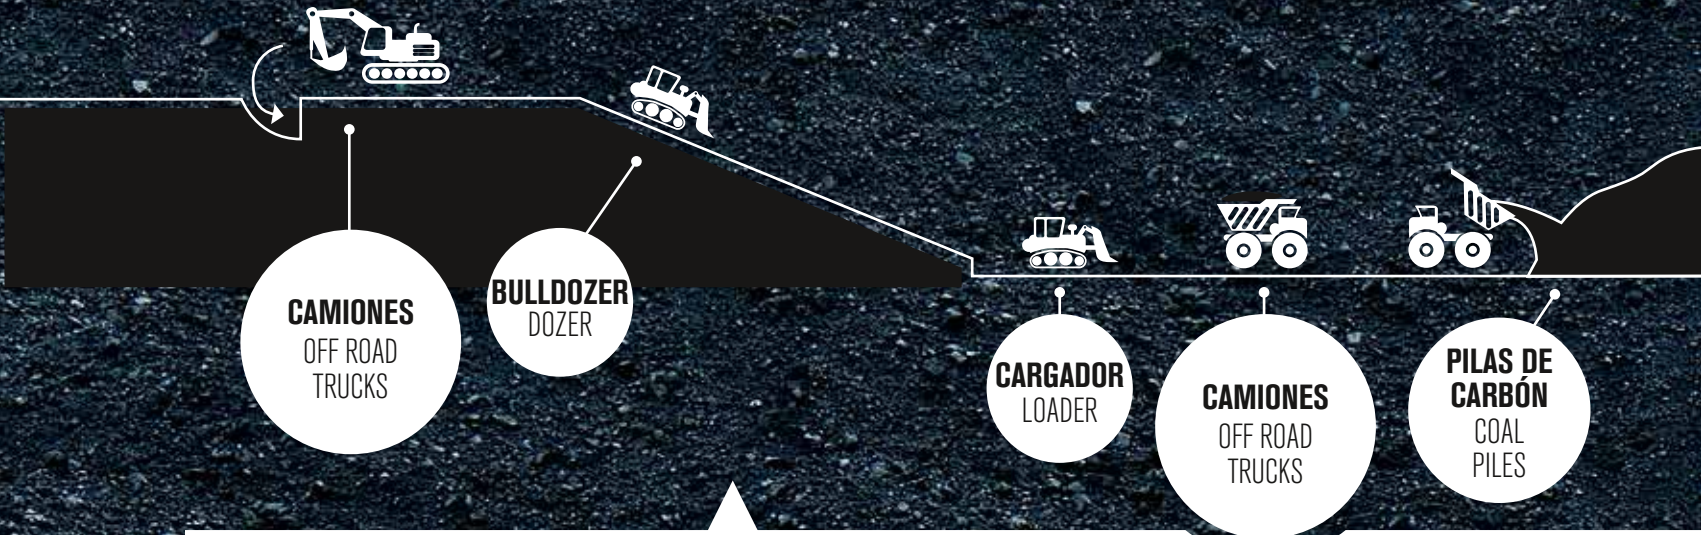 CAMIONES
OFF ROAD
TRUCKS
BULLDOZER
DOZER
CARGADOR
LOADER
CAMIONES
OFF ROAD
TRUCKS
PILAS DE
CARBÓN
COAL
PILES